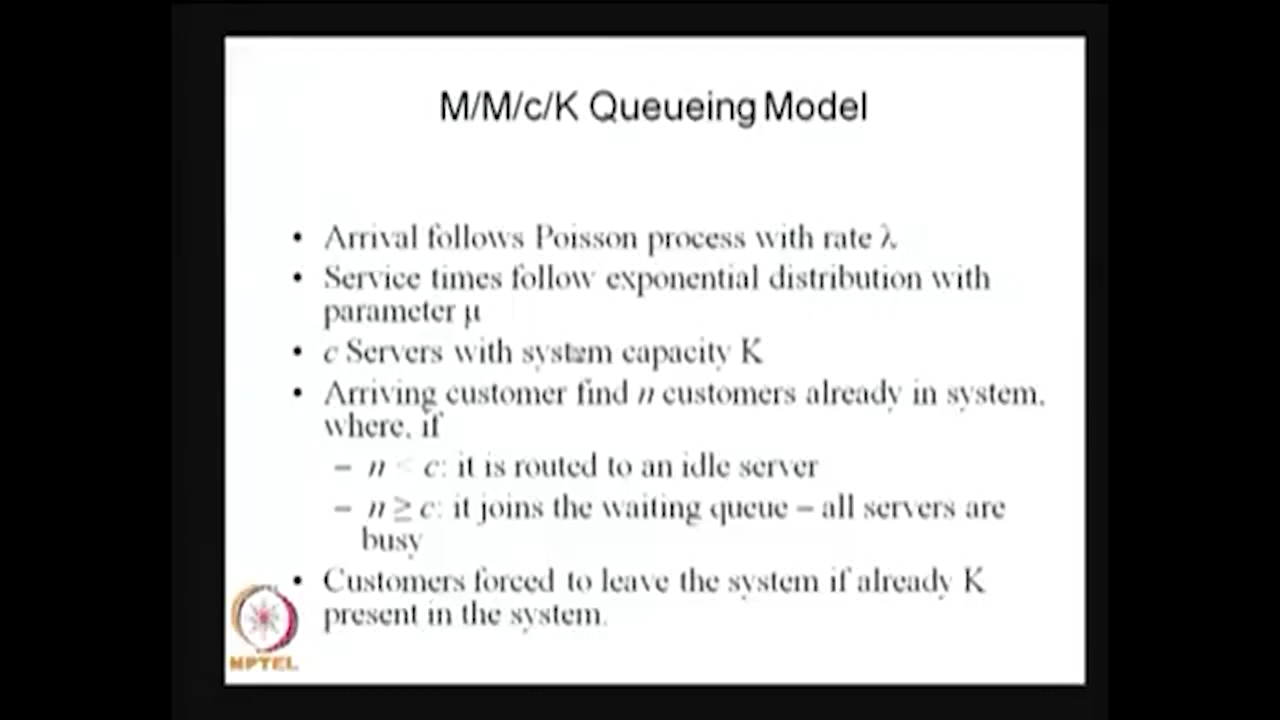 M/M/c/K Queueing Model
• Arrival follows Poisson process with rate λ
• Service times follow exponential distribution with
parameter μ
• c Servers with system capacity K
• Arriving customer find n customers already in system,
where, if
– n < c: it is routed to an idle server
– n ≥ c: it joins the waiting queue – all servers are
busy
• Customers forced to leave the system if already K
present in the system.
NPTEL